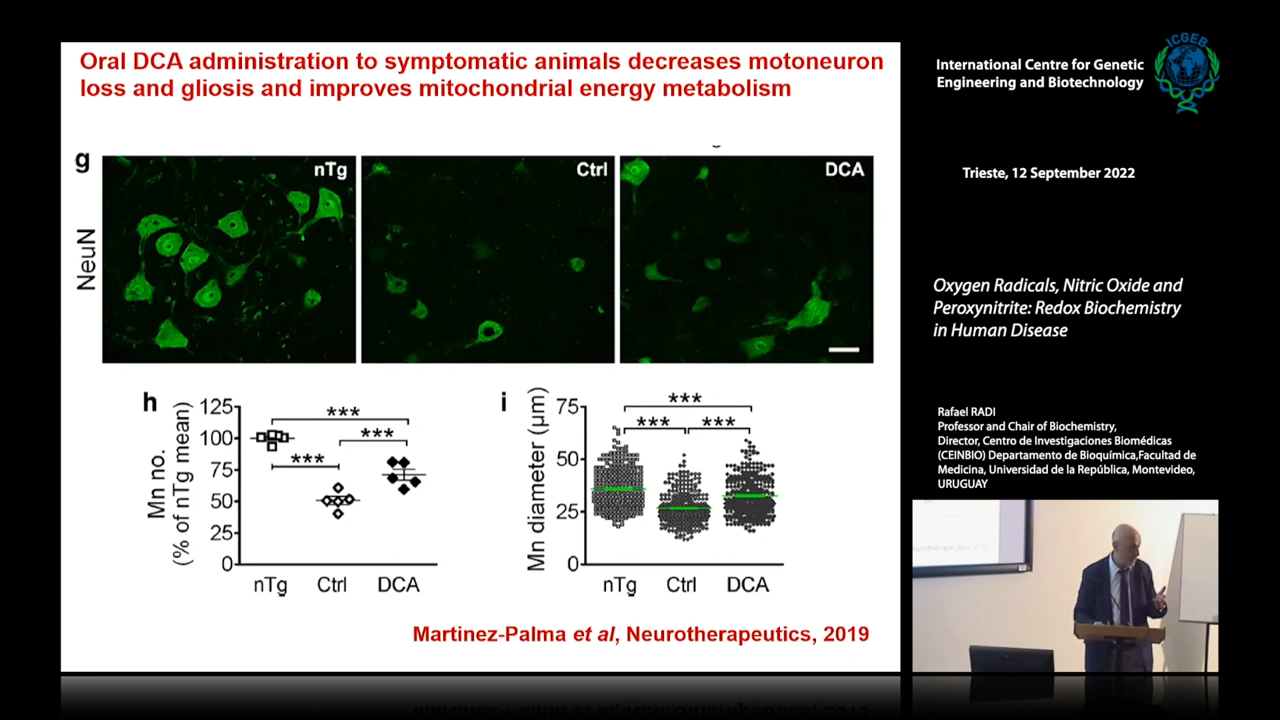 Oral DCA administration to symptomatic animals decreases motoneuron
loss and gliosis and improves mitochondrial energy metabolism
g
nTg
Ctrl
DCA
NeuN
h
Mn no.
(% of nTg mean)
125
100
75
50
25
0
***
***
***
nTg
Ctrl
DCA
i
Mn diameter (µm)
75
50
25
0
***
***
***
nTg
Ctrl
DCA
Martinez-Palma et al, Neurotherapeutics, 2019
International Centre for Genetic
Engineering and Biotechnology
ICGEB
Trieste, 12 September 2022
Oxygen Radicals, Nitric Oxide and
Peroxynitrite: Redox Biochemistry
in Human Disease
Rafael RADI
Professor and Chair of Biochemistry,
Director, Centro de Investigaciones Biomédicas
(CEINBIO) Departamento de Bioquímica,Facultad de
Medicina, Universidad de la República, Montevideo,
URUGUAY